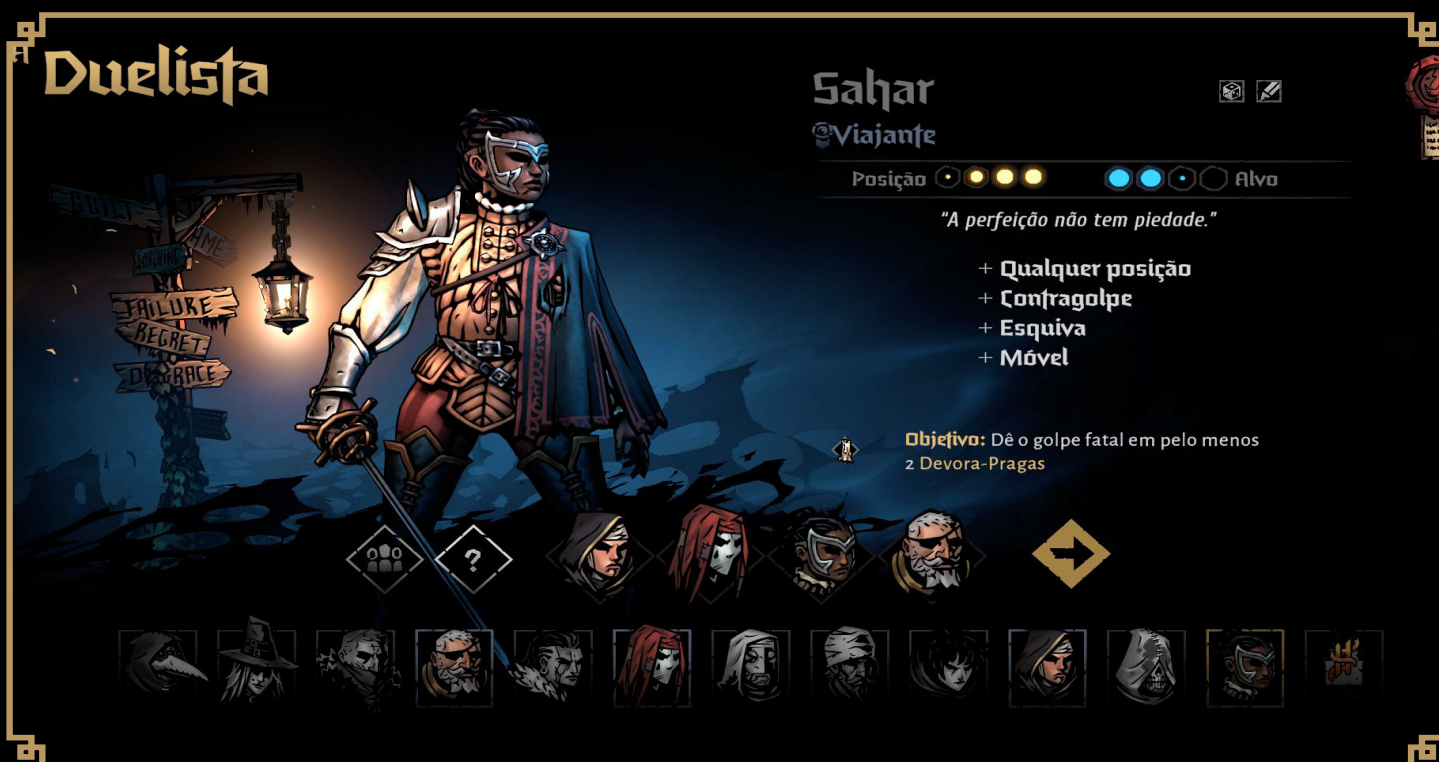 A Duelista
Sahar
Viajante
Posição
Alvo
"A perfeição não tem piedade."
+ Qualquer posição
+ Contragolpe
+ Esquiva
+ Móvel
Objetivo: Dê o golpe fatal em pelo menos
2 Devora-Pragas
GUILT
FAILURE
REGRET
?